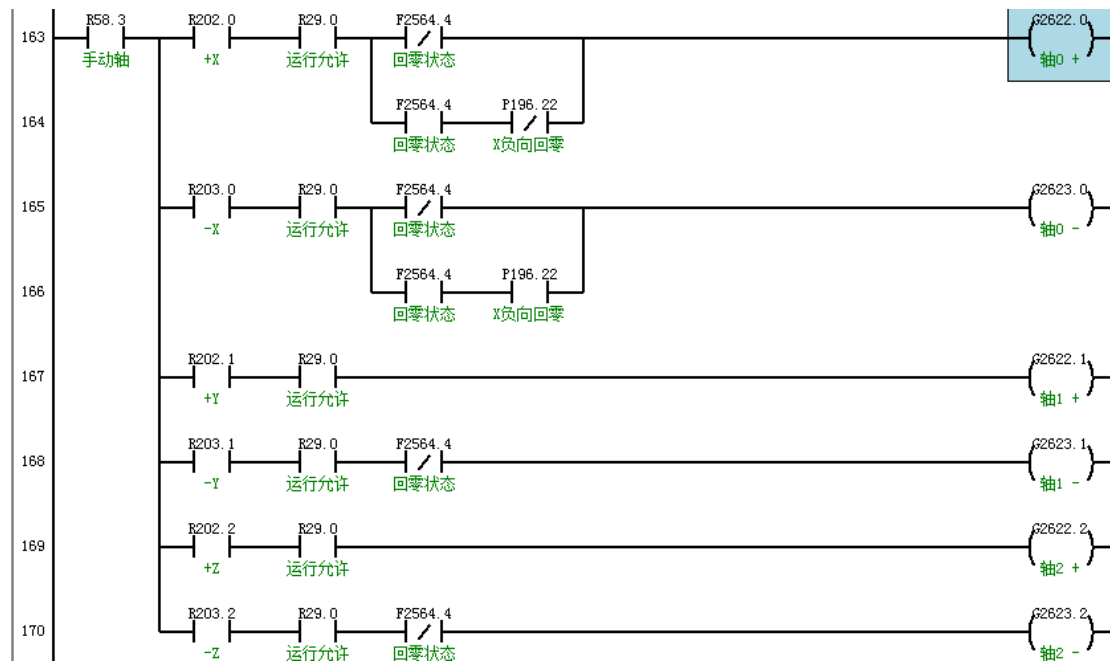 R58.3 R202.0 R29.0 F2564.4 G2622.0
163
手动轴 +X 运行允许 回零状态 轴0 +
F2564.4 P196.22
164
回零状态 X负向回零
R203.0 R29.0 F2564.4 G2623.0
165
-X 运行允许 回零状态 轴0 -
F2564.4 P196.22
166
回零状态 X负向回零
R202.1 R29.0 G2622.1
167
+Y 运行允许 轴1 +
R203.1 R29.0 F2564.4 G2623.1
168
-Y 运行允许 回零状态 轴1 -
R202.2 R29.0 G2622.2
169
+Z 运行允许 轴2 +
R203.2 R29.0 F2564.4 G2623.2
170
-Z 运行允许 回零状态 轴2 -